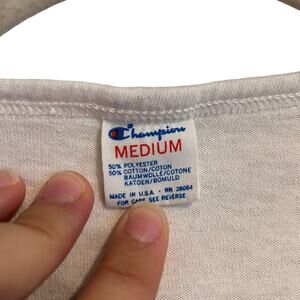 Champion
MEDIUM
50% POLYESTER
50% COTTON/COTON
BAUMWOLLE/COTONE
KATOEN/BOMULD
MADE IN U.S.A. · RN 26094
FOR CARE SEE REVERSE